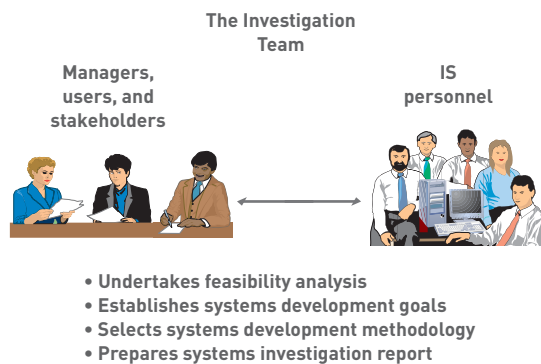 The Investigation
Team
Managers,
users, and
stakeholders
IS
personnel
• Undertakes feasibility analysis
• Establishes systems development goals
• Selects systems development methodology
• Prepares systems investigation report